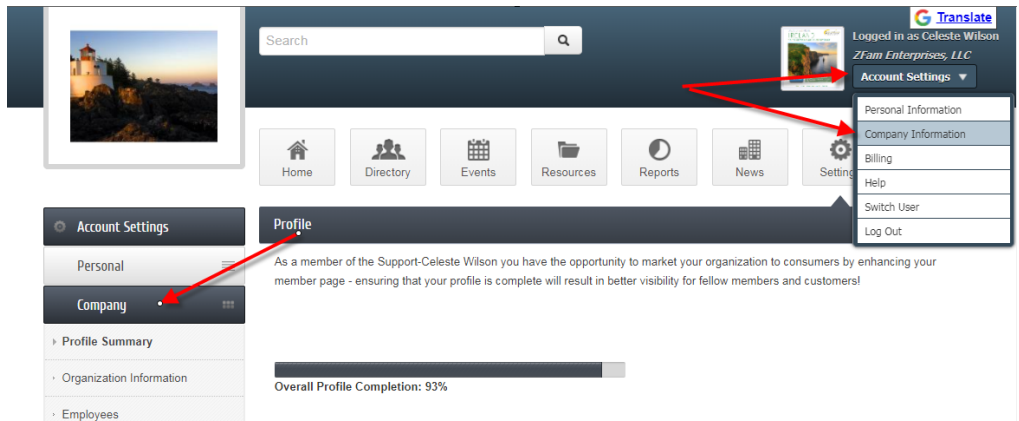 Translate
Search
Logged in as Celeste Wilson
ZFam Enterprises, LLC
Account Settings
Personal Information
Company Information
Billing
Help
Switch User
Log Out
Home
Directory
Events
Resources
Reports
News
Setting
Account Settings
Personal
Company
Profile Summary
Organization Information
Employees
Profile
As a member of the Support-Celeste Wilson you have the opportunity to market your organization to consumers by enhancing your
member page - ensuring that your profile is complete will result in better visibility for fellow members and customers!
Overall Profile Completion: 93%